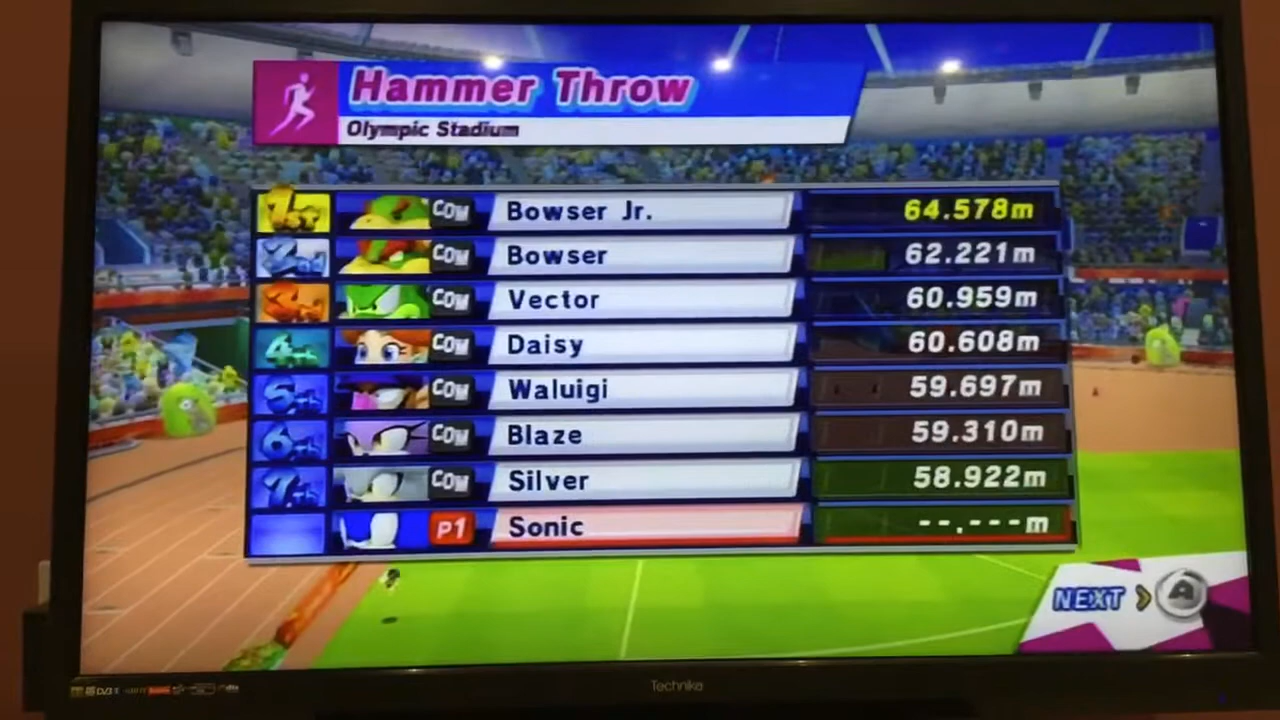 Hammer Throw
Olympic Stadium
1st COM Bowser Jr. 64.578m
2nd COM Bowser 62.221m
3rd COM Vector 60.959m
4th COM Daisy 60.608m
5th COM Waluigi 59.697m
6th COM Blaze 59.310m
7th COM Silver 58.922m
P1 Sonic --.---m
NEXT > A
Technika